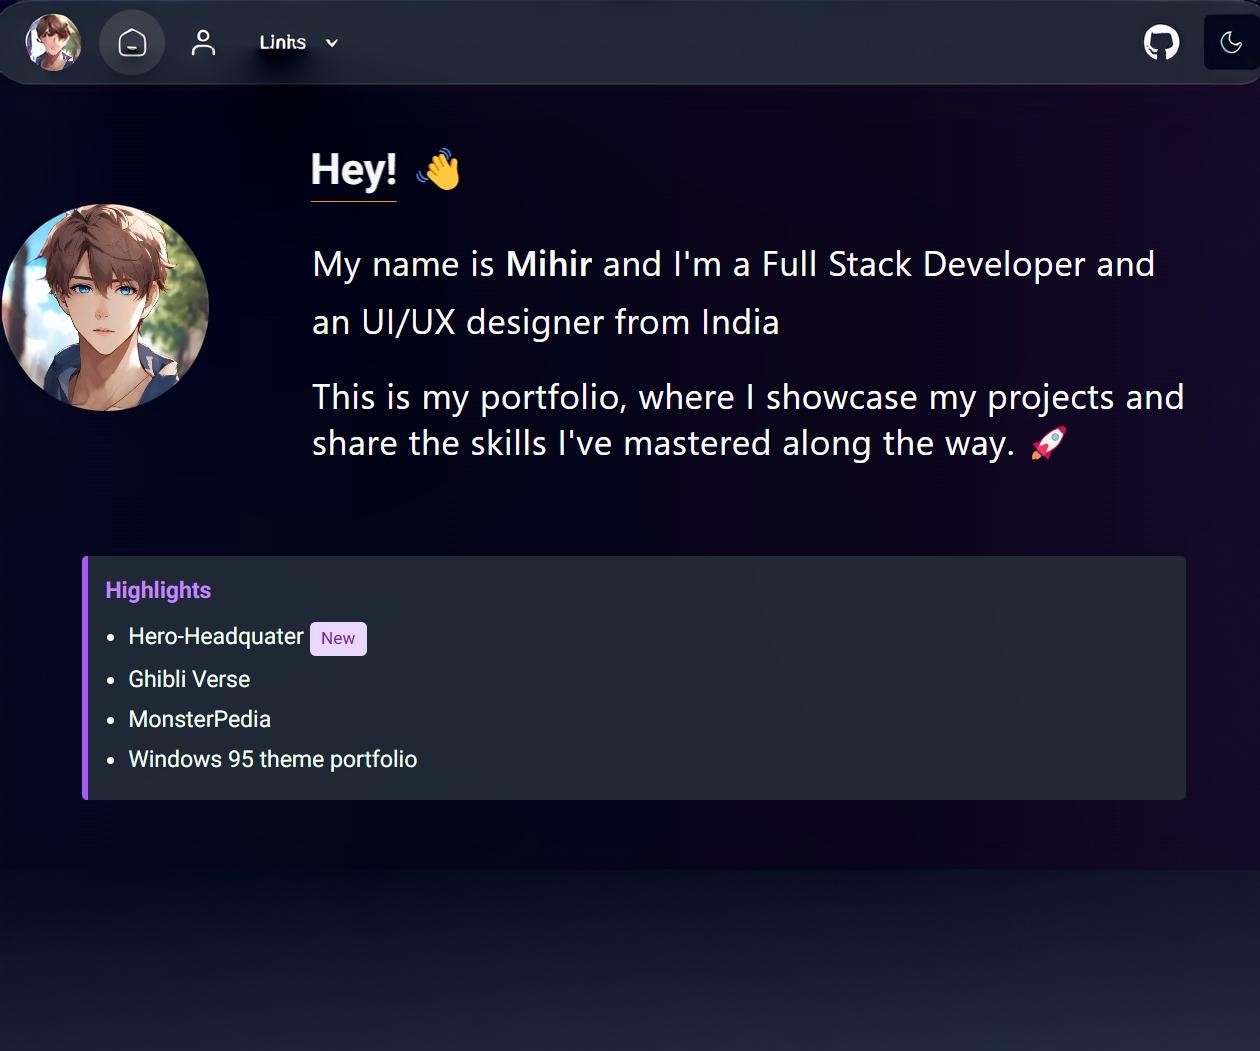 Links
Hey! 👋
My name is Mihir and I'm a Full Stack Developer and
an UI/UX designer from India
This is my portfolio, where I showcase my projects and
share the skills I've mastered along the way. 🚀
Highlights
Hero-Headquater New
Ghibli Verse
MonsterPedia
Windows 95 theme portfolio